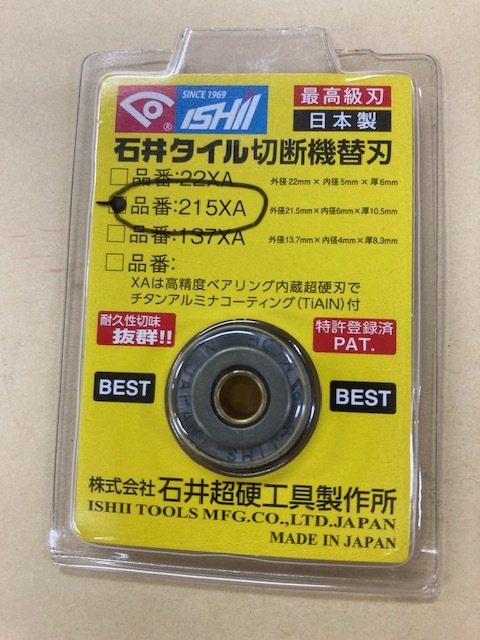 SINCE 1969
ISHII
®
最高級刃
日本製
石井タイル切断機替刃
品番:22XA 外径22mm×内径5mm×厚6mm
品番:215XA 外径21.5mm×内径6mm×厚10.5mm
品番:137XA 外径13.7mm×内径4mm×厚8.3mm
品番:
XAは高精度ベアリング内蔵超硬刃で
チタンアルミナコーティング(TiAIN)付
耐久性切味
抜群!!
特許登録済
PAT.
BEST
BEST
株式会社 石井超硬工具製作所
ISHII TOOLS MFG.CO.,LTD.JAPAN
MADE IN JAPAN